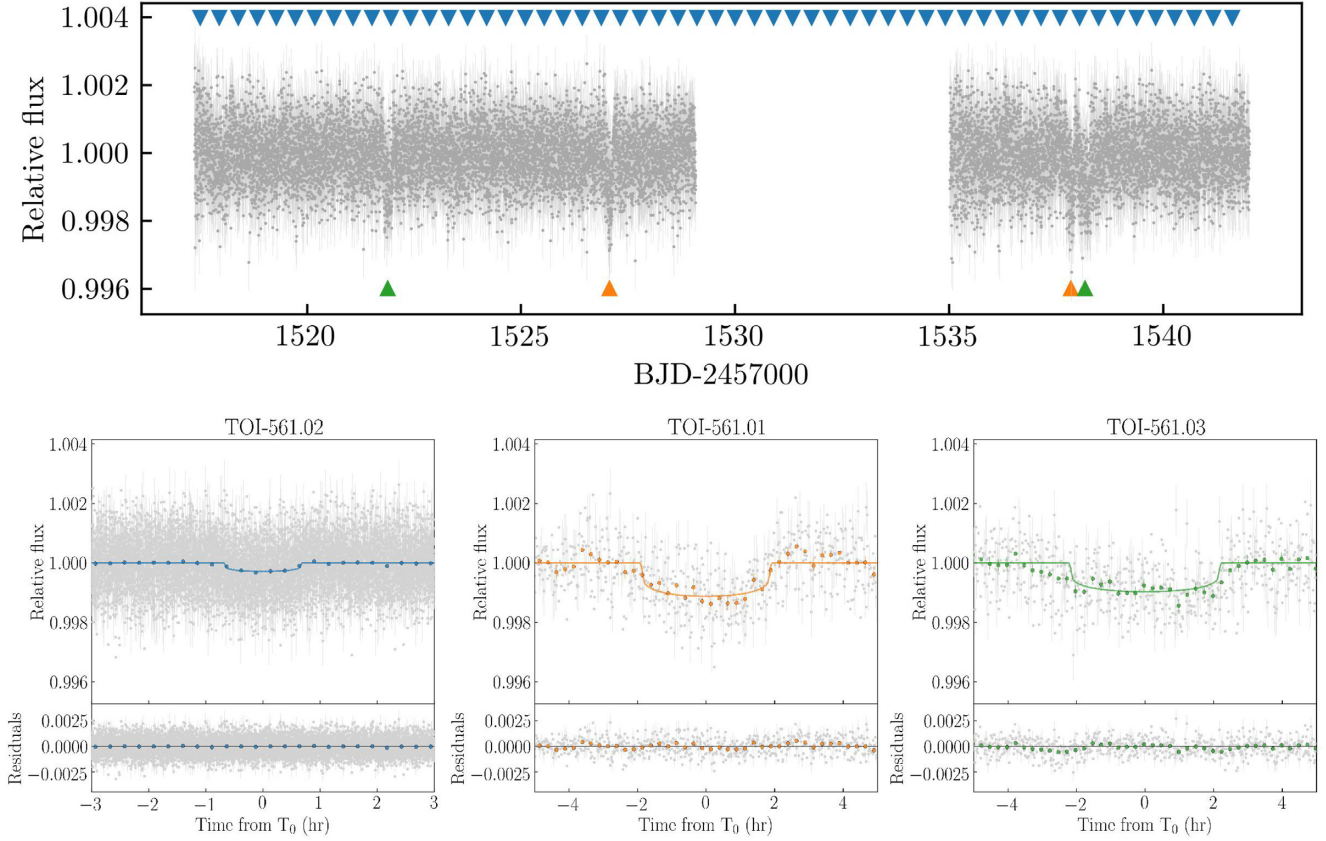 1.004
1.002
1.000
0.998
0.996
Relative flux
1520 1525 1530 1535 1540
BJD-2457000
TOI-561.02
1.004
1.002
1.000
0.998
0.996
Relative flux
0.0025
0.0000
−0.0025
Residuals
−3 −2 −1 0 1 2 3
Time from T₀ (hr)
TOI-561.01
1.004
1.002
1.000
0.998
0.996
Relative flux
0.0025
0.0000
−0.0025
Residuals
−4 −2 0 2 4
Time from T₀ (hr)
TOI-561.03
1.004
1.002
1.000
0.998
0.996
Relative flux
0.0025
0.0000
−0.0025
Residuals
−4 −2 0 2 4
Time from T₀ (hr)